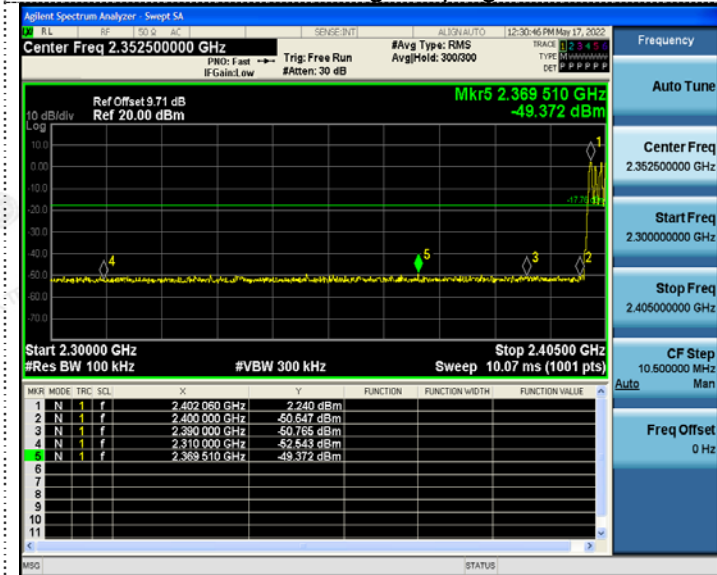 Agilent Spectrum Analyzer - Swept SA
RL RF 50 Ω AC SENSE:INT ALIGNAUTO 12:30:46 PM May 17, 2022
Center Freq 2.352500000 GHz
#Avg Type: RMS
TRACE 1 2 3 4 5 6
PNO: Fast Trig: Free Run Avg|Hold: 300/300 TYPE M
IFGain:Low #Atten: 30 dB DET P P P P P P
Mkr5 2.369 510 GHz
-49.372 dBm
Ref Offset 9.71 dB
10 dB/div Ref 20.00 dBm
Log
10.0
0.00
-10.0
-20.0
-30.0
-40.0
-50.0
-60.0
-70.0
1
2
3
4
5
Start 2.30000 GHz Stop 2.40500 GHz
#Res BW 100 kHz #VBW 300 kHz Sweep 10.07 ms (1001 pts)
MKR MODE TRC SCL X Y FUNCTION FUNCTION WIDTH FUNCTION VALUE
1 N 1 f 2.402 060 GHz 2.240 dBm
2 N 1 f 2.400 000 GHz -50.647 dBm
3 N 1 f 2.390 000 GHz -50.765 dBm
4 N 1 f 2.310 000 GHz -52.543 dBm
5 N 1 f 2.369 510 GHz -49.372 dBm
6
7
8
9
10
11
MSG STATUS
Frequency
Auto Tune
Center Freq
2.352500000 GHz
Start Freq
2.300000000 GHz
Stop Freq
2.405000000 GHz
CF Step
10.500000 MHz
Auto Man
Freq Offset
0 Hz